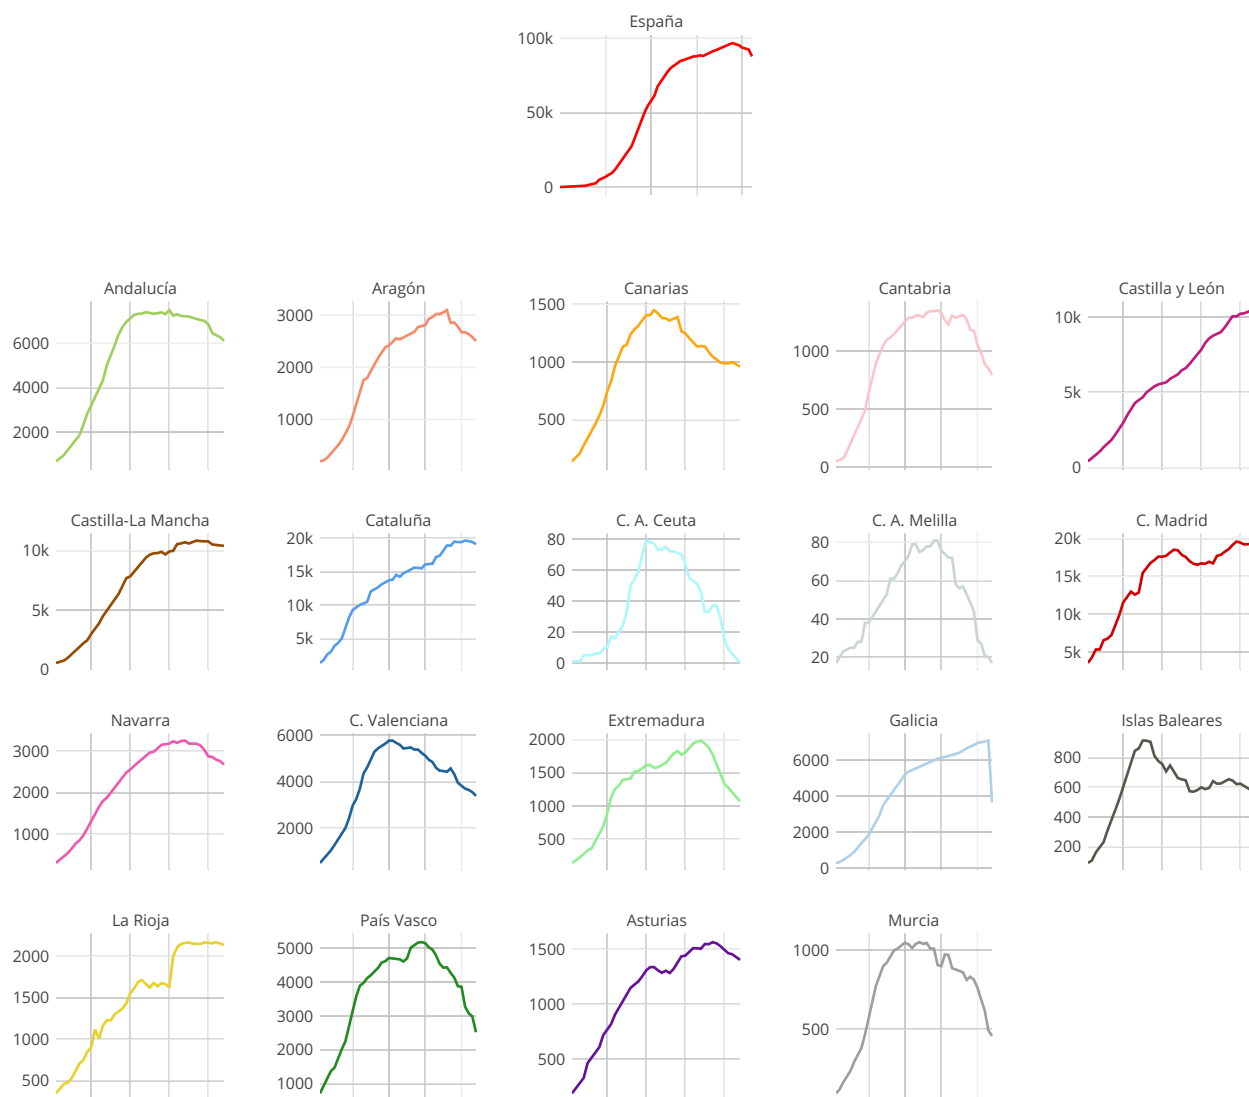 España
100k
50k
0
Andalucía
Aragón
Canarias
Cantabria
Castilla y León
6000
4000
2000
3000
2000
1000
1500
1000
500
1000
500
0
10k
5k
0
Castilla-La Mancha
Cataluña
C. A. Ceuta
C. A. Melilla
C. Madrid
10k
5k
0
20k
15k
10k
5k
80
60
40
20
0
80
60
40
20
20k
15k
10k
5k
Navarra
C. Valenciana
Extremadura
Galicia
Islas Baleares
3000
2000
1000
6000
4000
2000
2000
1500
1000
500
6000
4000
2000
0
800
600
400
200
La Rioja
País Vasco
Asturias
Murcia
2000
1500
1000
500
5000
4000
3000
2000
1000
1500
1000
500
1000
500